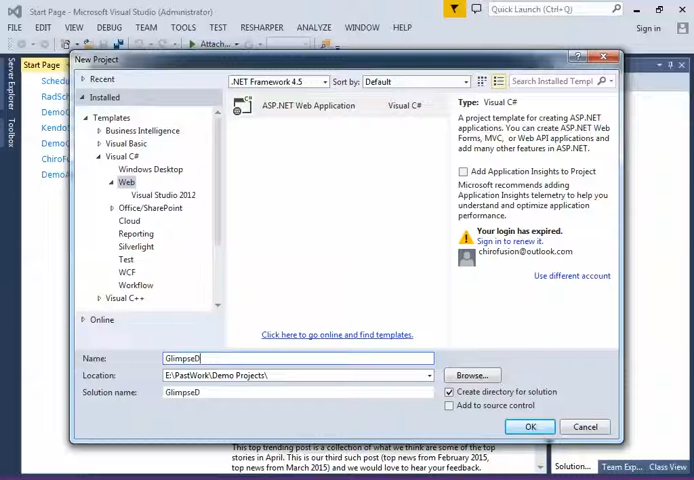 Start Page - Microsoft Visual Studio (Administrator)
Quick Launch (Ctrl+Q)
FILE EDIT VIEW DEBUG TEAM TOOLS TEST RESHARPER ANALYZE WINDOW HELP
Sign in
Attach...
Server Explorer
Toolbox
Start Page
Sched
RadSch
DemoC
Kendo
DemoC
ChiroF
DemoA
New Project
Recent
.NET Framework 4.5
Sort by: Default
Search Installed Templ
Installed
Templates
Business Intelligence
Visual Basic
Visual C#
Windows Desktop
Web
Visual Studio 2012
Office/SharePoint
Cloud
Reporting
Silverlight
Test
WCF
Workflow
Visual C++
Online
ASP.NET Web Application Visual C#
Click here to go online and find templates.
Type: Visual C#
A project template for creating ASP.NET
applications. You can create ASP.NET Web
Forms, MVC, or Web API applications and
add many other features in ASP.NET.
Add Application Insights to Project
Microsoft recommends adding
Application Insights telemetry to help you
understand and optimize application
performance.
Your login has expired.
Sign in to renew it.
chirofusion@outlook.com
Use different account
Name: GlimpseD
Location: E:\PastWork\Demo Projects\
Browse...
Solution name: GlimpseD
Create directory for solution
Add to source control
OK
Cancel
This top trending post is a collection of what we think are some of the top
stories in April. This is our third such post (top news from February 2015,
top news from March 2015) and we would love to hear your feedback.
Solution... Team Exp... Class View